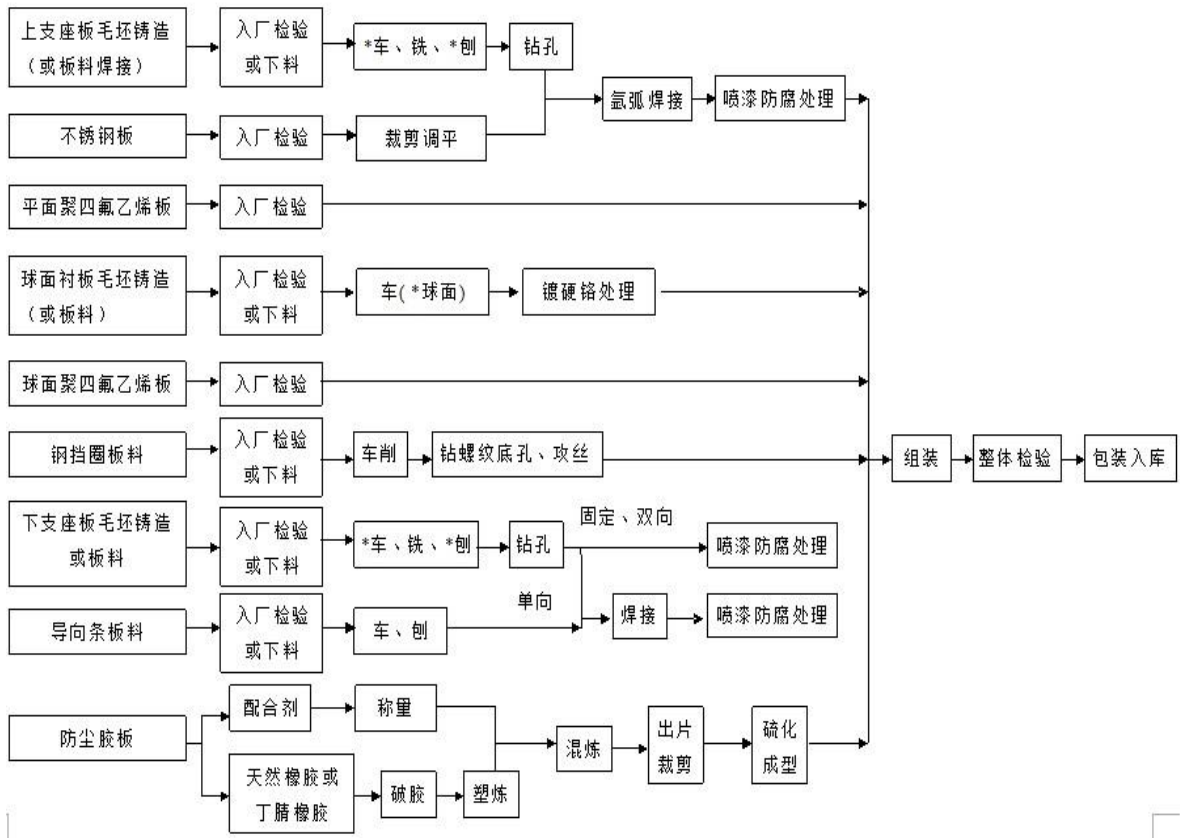 上支座板毛坯铸造
（或板料焊接）
入厂检验
或下料
*车、铣、*刨
钻孔
氩弧焊接
喷漆防腐处理
不锈钢板
入厂检验
裁剪调平
平面聚四氟乙烯板
入厂检验
球面衬板毛坯铸造
（或板料）
入厂检验
或下料
车(*球面)
镀硬铬处理
球面聚四氟乙烯板
入厂检验
钢挡圈板料
入厂检验
或下料
车削
钻螺纹底孔、攻丝
组装
整体检验
包装入库
下支座板毛坯铸造
或板料
入厂检验
或下料
*车、铣、*刨
钻孔
固定、双向
喷漆防腐处理
单向
导向条板料
入厂检验
或下料
车、刨
焊接
喷漆防腐处理
防尘胶板
配合剂
称量
天然橡胶或
丁腈橡胶
破胶
塑炼
混炼
出片
裁剪
硫化
成型